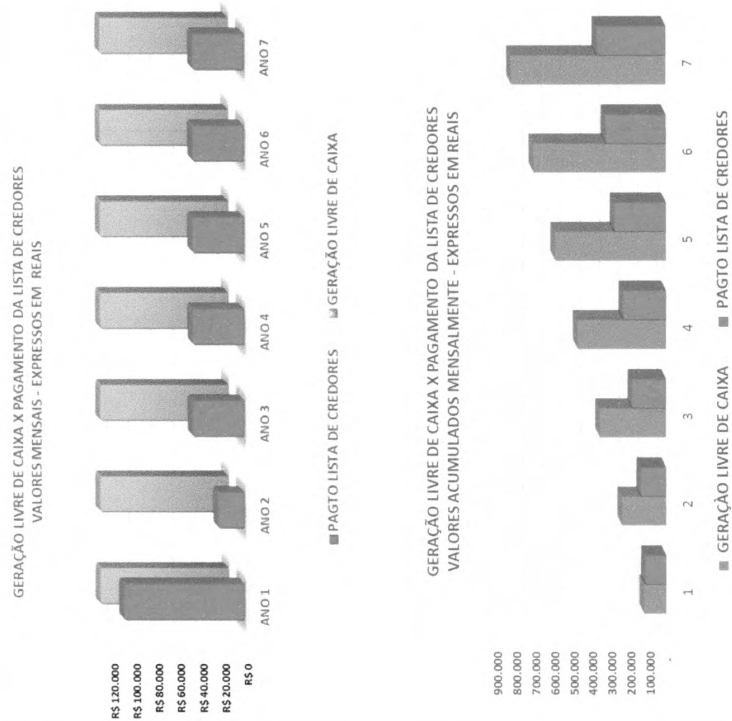 GERAÇÃO LIVRE DE CAIXA X PAGAMENTO DA LISTA DE CREDORES
VALORES MENSAIS - EXPRESSOS EM REAIS
R$ 120.000
R$ 100.000
R$ 80.000
R$ 60.000
R$ 40.000
R$ 20.000
R$ 0
ANO 1
ANO 2
ANO 3
ANO 4
ANO 5
ANO 6
ANO 7
PAGTO LISTA DE CREDORES
GERAÇÃO LIVRE DE CAIXA
GERAÇÃO LIVRE DE CAIXA X PAGAMENTO DA LISTA DE CREDORES
VALORES ACUMULADOS MENSALMENTE - EXPRESSOS EM REAIS
900.000
800.000
700.000
600.000
500.000
400.000
300.000
200.000
100.000
-
1
2
3
4
5
6
7
GERAÇÀO LIVRE DE CAIXA
PAGTO LISTA DE CREDORES